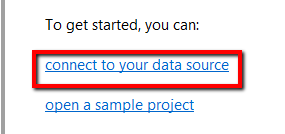 To get started, you can:
connect to your data source
open a sample project